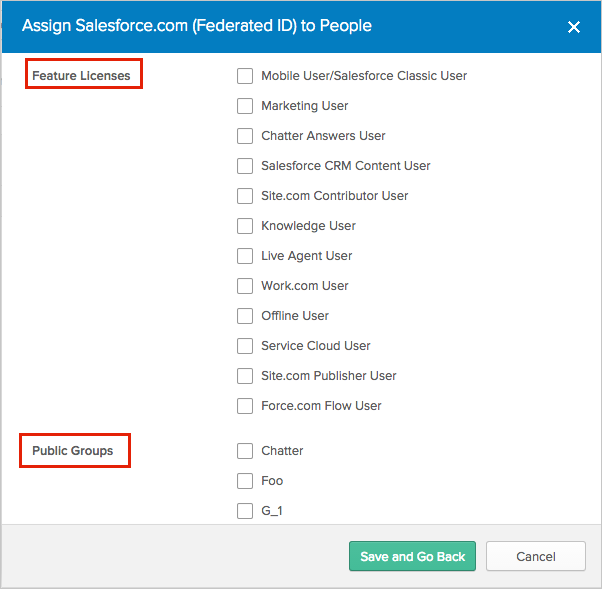 Assign Salesforce.com (Federated ID) to People
Feature Licenses
Mobile User/Salesforce Classic User
Marketing User
Chatter Answers User
Salesforce CRM Content User
Site.com Contributor User
Knowledge User
Live Agent User
Work.com User
Offline User
Service Cloud User
Site.com Publisher User
Force.com Flow User
Public Groups
Chatter
Foo
G_1
Save and Go Back
Cancel